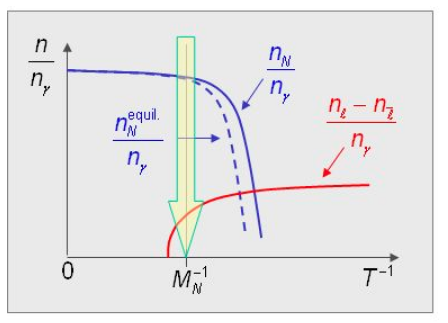 n/n_γ
n_N/n_γ
n_N^equil./n_γ
n_ℓ − n_ℓ̄/n_γ
0
M_N^−1
T^−1